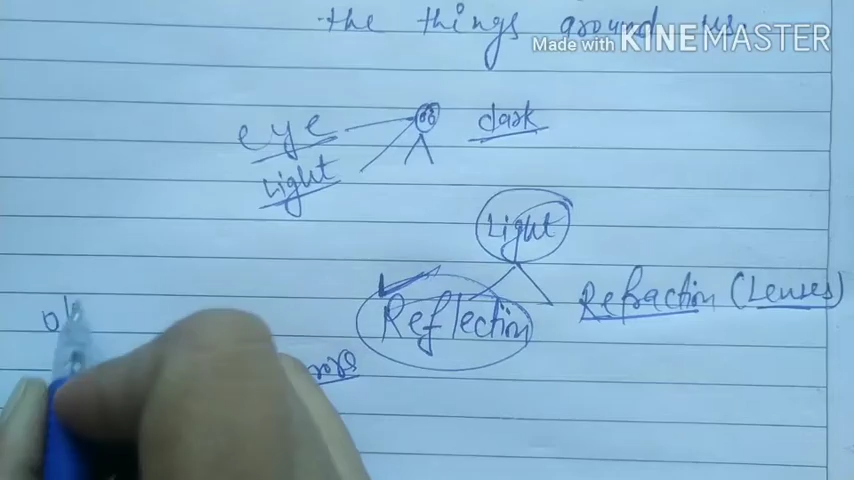 the things around us.
Made with KINEMASTER
eye
dark
Light
Light
Reflection
Refraction (Lenses)